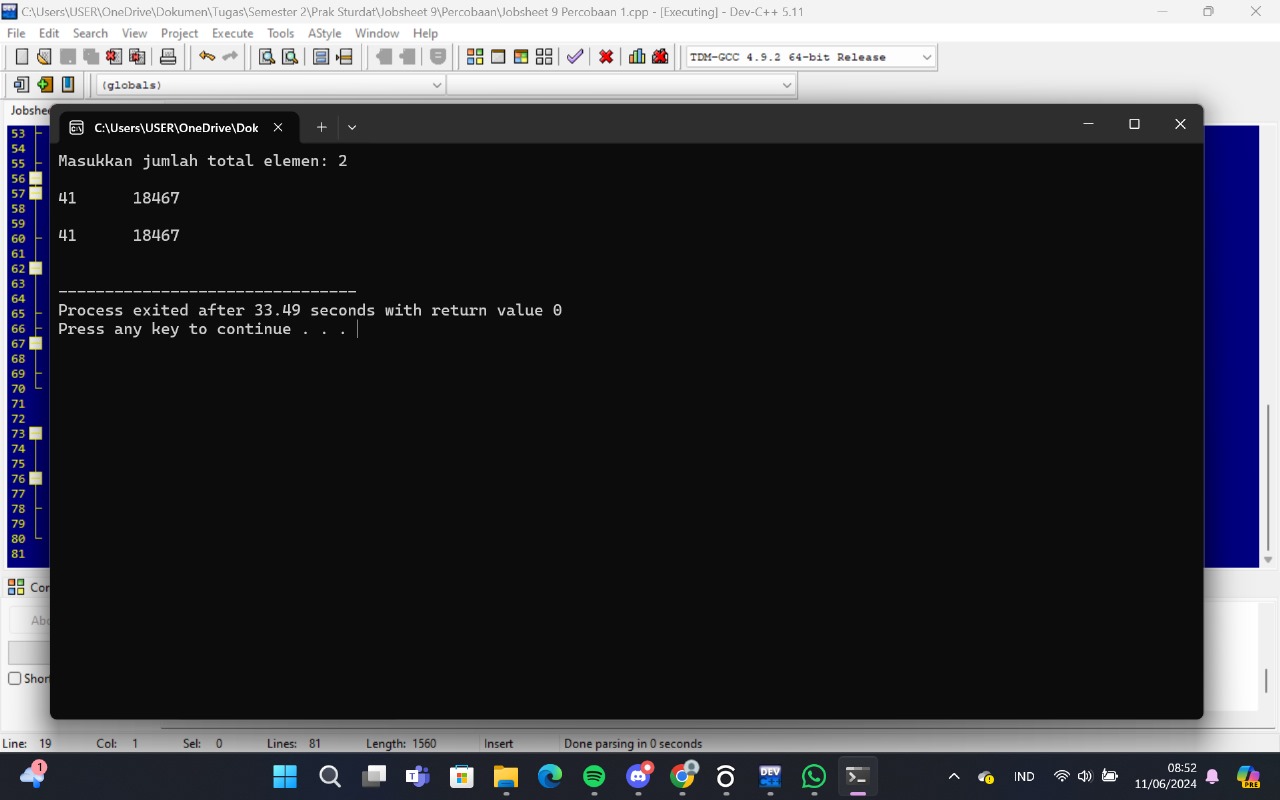 C:\Users\USER\OneDrive\Dokumen\Tugas\Semester 2\Prak Sturdat\Jobsheet 9\Percobaan\Jobsheet 9 Percobaan 1.cpp - [Executing] - Dev-C++ 5.11
File Edit Search View Project Execute Tools AStyle Window Help
TDM-GCC 4.9.2 64-bit Release
(globals)
Jobshee
C:\Users\USER\OneDrive\Dok
53
54
55
56
57
58
59
60
61
62
63
64
65
66
67
68
69
70
71
72
73
74
75
76
77
78
79
80
81
Masukkan jumlah total elemen: 2
41 18467
41 18467
--------------------------------
Process exited after 33.49 seconds with return value 0
Press any key to continue . . .
Cor
Abo
Shor
Line: 19 Col: 1 Sel: 0 Lines: 81 Length: 1560 Insert Done parsing in 0 seconds
1
DEV
IND
08:52
11/06/2024
PRE